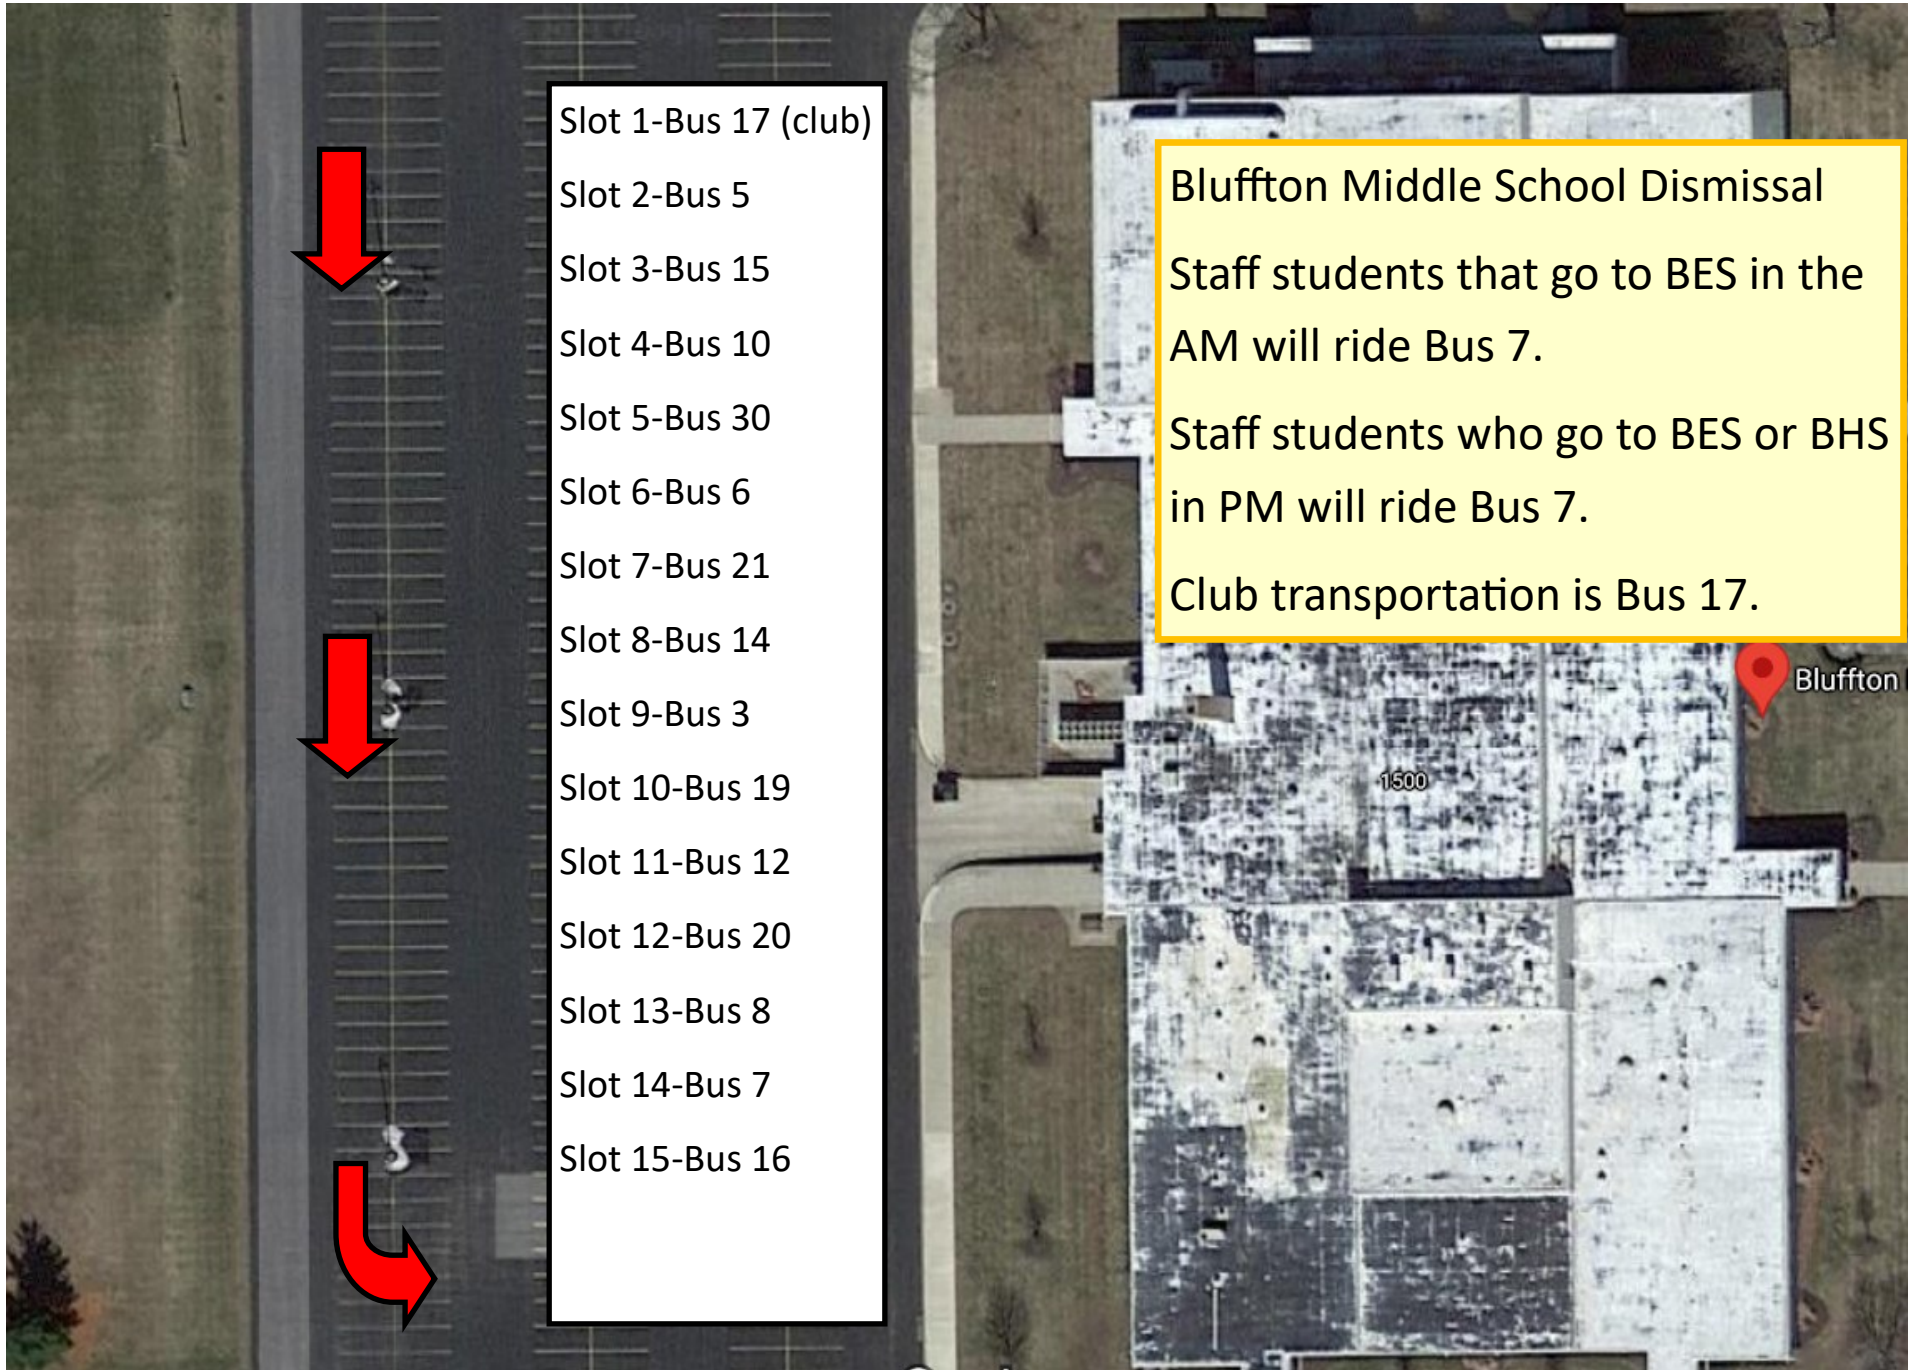 Slot 1-Bus 17 (club)
Slot 2-Bus 5
Slot 3-Bus 15
Slot 4-Bus 10
Slot 5-Bus 30
Slot 6-Bus 6
Slot 7-Bus 21
Slot 8-Bus 14
Slot 9-Bus 3
Slot 10-Bus 19
Slot 11-Bus 12
Slot 12-Bus 20
Slot 13-Bus 8
Slot 14-Bus 7
Slot 15-Bus 16
Bluffton Middle School Dismissal
Staff students that go to BES in the
AM will ride Bus 7.
Staff students who go to BES or BHS
in PM will ride Bus 7.
Club transportation is Bus 17.
Bluffton
1500